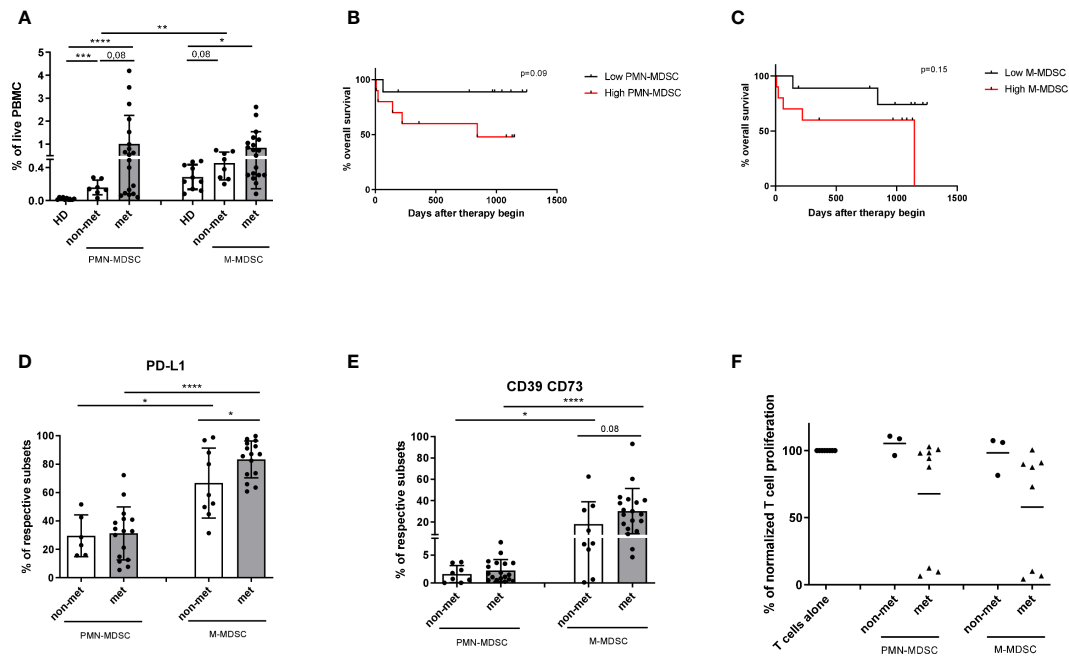 A
**
****
*
***
0,08
0,08
% of live PBMC
5
4
3
2
1
0.4
0.0
HD
non-met
met
HD
non-met
met
PMN-MDSC
M-MDSC
B
p=0.09
Low PMN-MDSC
High PMN-MDSC
% overall survival
100
50
0
0
500
1000
1500
Days after therapy begin
C
p=0.15
Low M-MDSC
High M-MDSC
% overall survival
100
50
0
0
500
1000
1500
Days after therapy begin
D
PD-L1
****
*
*
% of respective subsets
100
80
60
40
20
0
non-met
met
non-met
met
PMN-MDSC
M-MDSC
E
CD39 CD73
****
*
0.08
% of respective subsets
100
80
60
40
20
5
0
non-met
met
non-met
met
PMN-MDSC
M-MDSC
F
% of normalized T cell proliferation
100
50
0
T cells alone
non-met
met
non-met
met
PMN-MDSC
M-MDSC